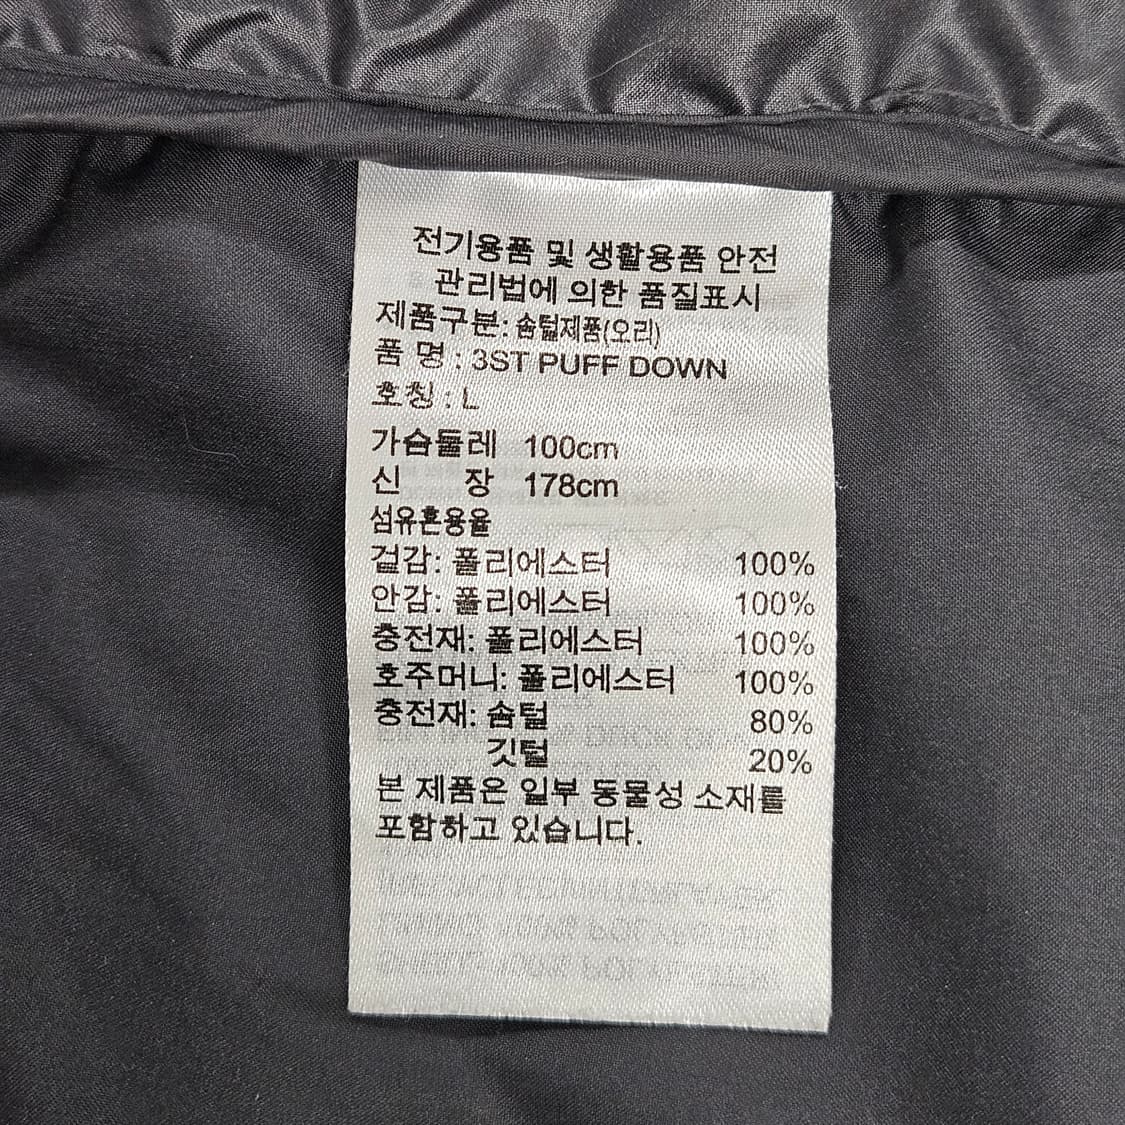 전기용품 및 생활용품 안전
관리법에 의한 품질표시
제품구분: 솜털제품(오리)
품 명 : 3ST PUFF DOWN
호칭 : L
가슴둘레 100cm
신 장 178cm
섬유혼용율
겉감: 폴리에스터 100%
안감: 폴리에스터 100%
충전재: 폴리에스터 100%
호주머니: 폴리에스터 100%
충전재: 솜털 80%
깃털 20%
본 제품은 일부 동물성 소재를
포함하고 있습니다.